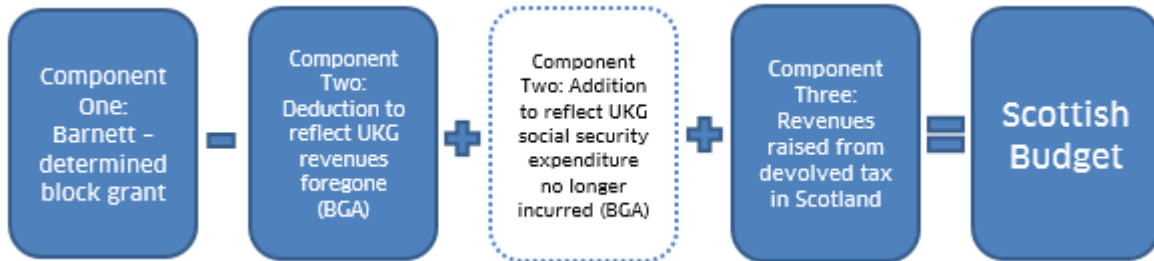 Component
One:
Barnett –
determined
block grant
-
Component
Two:
Deduction to
reflect UKG
revenues
foregone
(BGA)
+
Component
Two: Addition
to reflect UKG
social security
expenditure
no longer
incurred (BGA)
+
Component
Three:
Revenues
raised from
devolved tax
in Scotland
=
Scottish
Budget